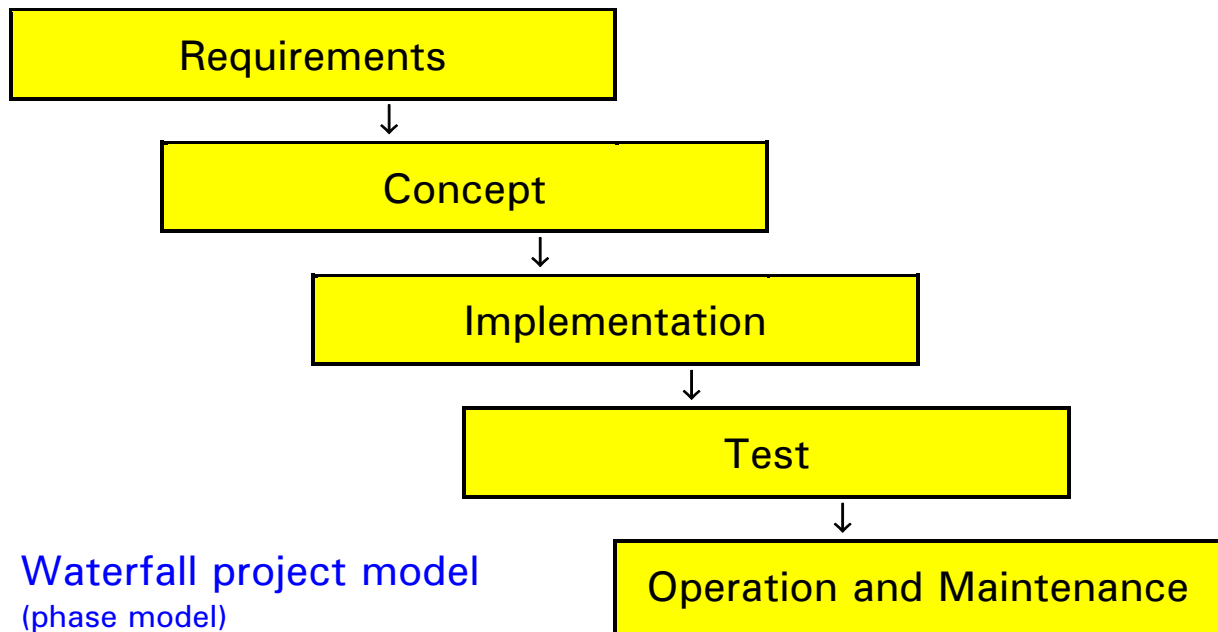 Requirements
↓
Concept
↓
Implementation
↓
Test
↓
Operation and Maintenance
Waterfall project model
(phase model)